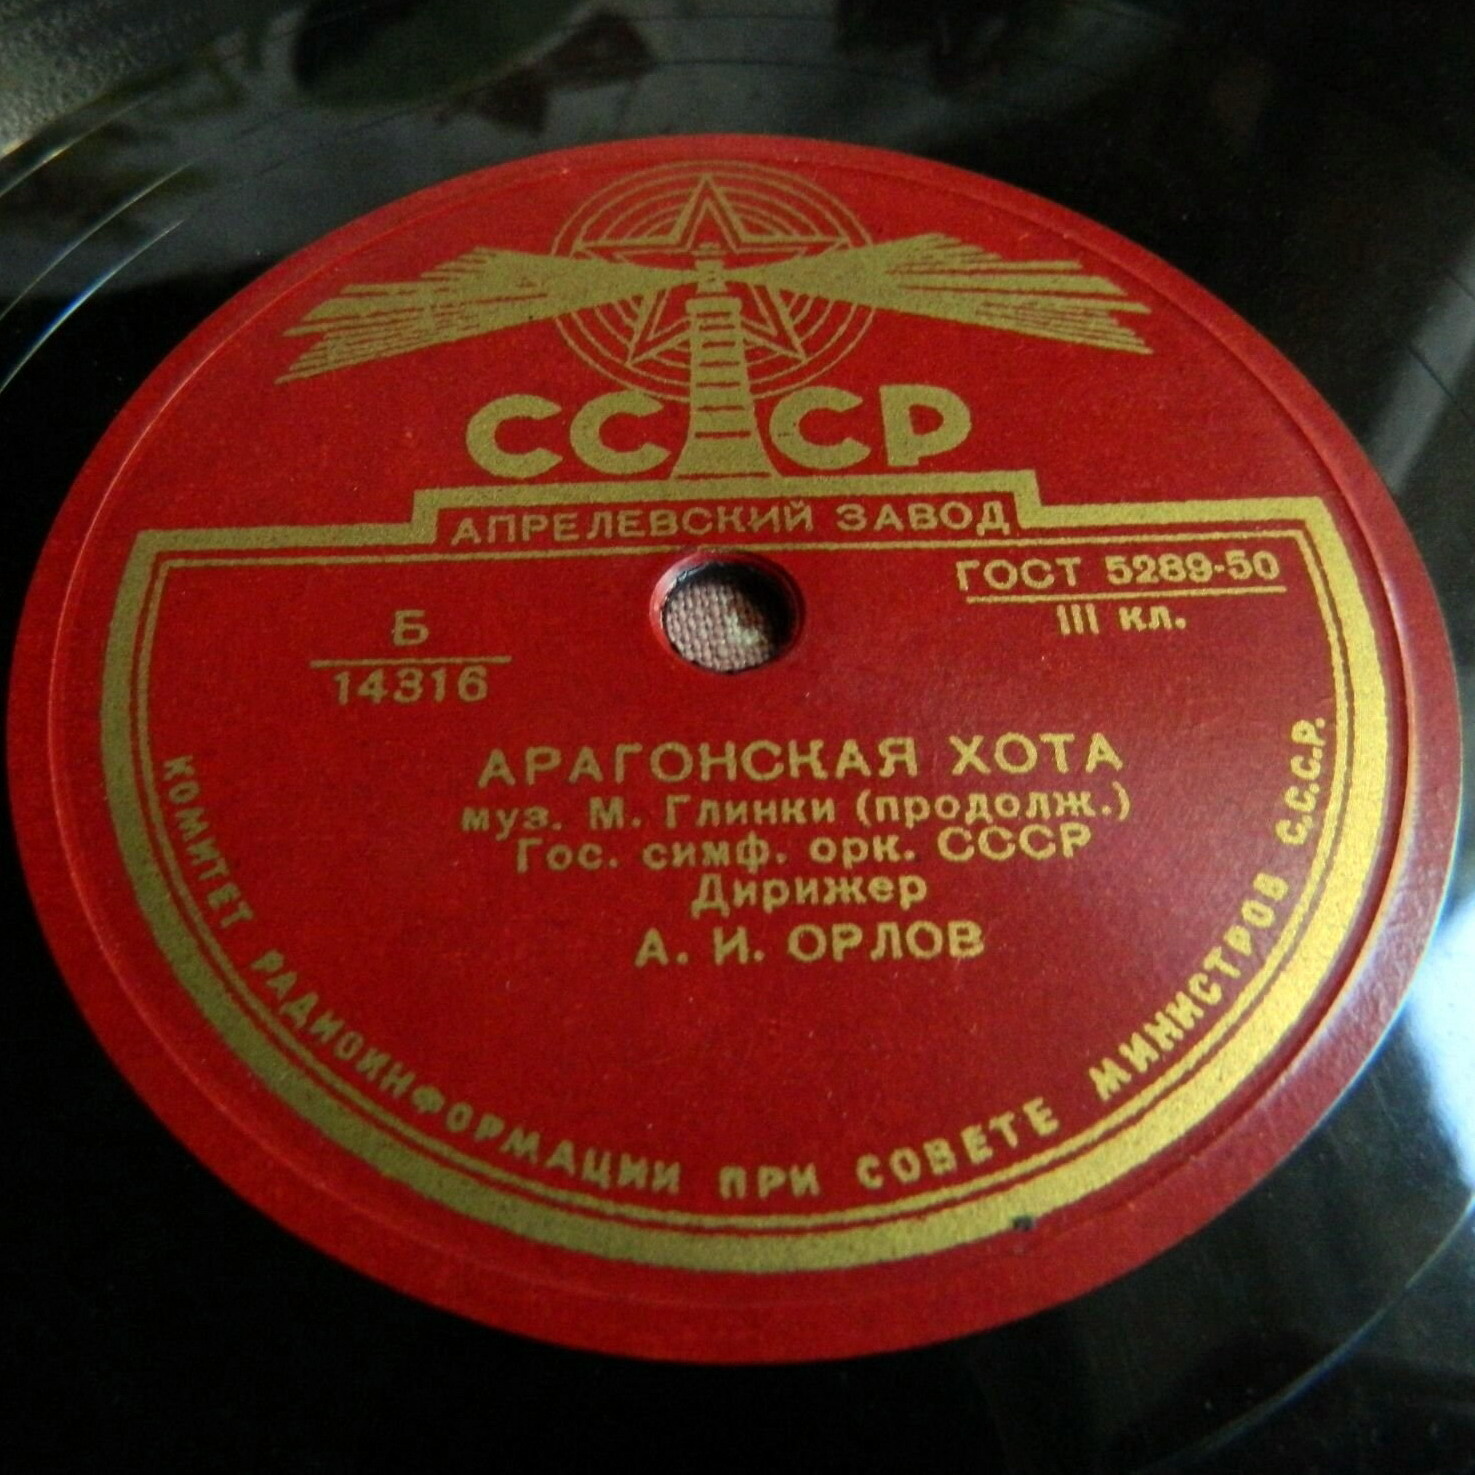 СССР
АПРЕЛЕВСКИЙ ЗАВОД
ГОСТ 5289-50
III кл.
Б
14316
АРАГОНСКАЯ ХОТА
муз. М. Глинки (продолж.)
Гос. симф. орк. СССР
Дирижер
А. И. ОРЛОВ
КОМИТЕТ РАДИОИНФОРМАЦИИ ПРИ СОВЕТЕ МИНИСТРОВ С.С.С.Р.